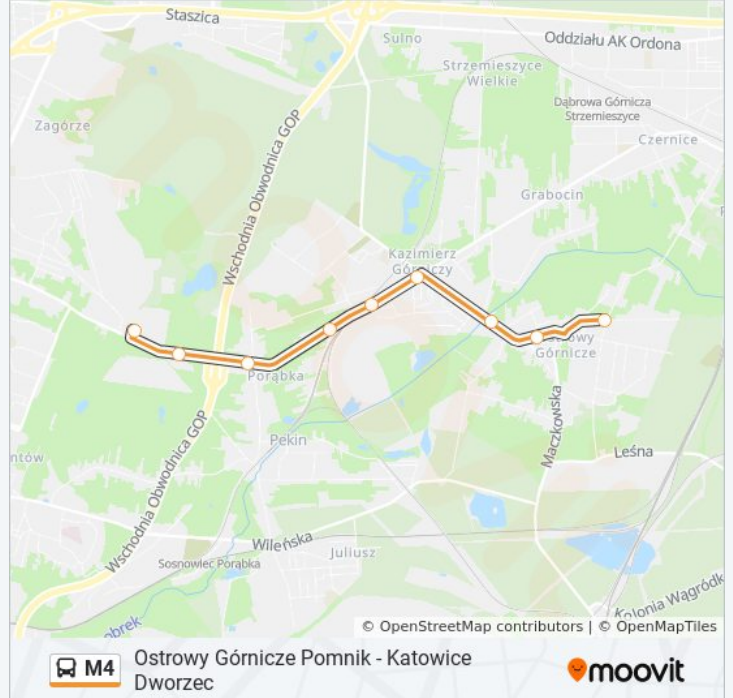 Staszica
Sulno
Oddziału AK Ordona
Strzemieszyce
Wielkie
Dąbrowa Górnicza
Strzemieszyce
Zagórze
Czernice
Wschodnia Obwodnica GOP
Grabocin
Kazimierz
Górniczy
Górnicze
Porąbka
Maczkowska
Pekin
Leśna
Wschodnia Obwodnica GOP
Wileńska
Juliusz
Sosnowiec Porąbka
Kolonia Wągródk
obrek
© OpenStreetMap contributors | © OpenMapTiles
M4
Ostrowy Górnicze Pomnik - Katowice
Dworzec
moovit